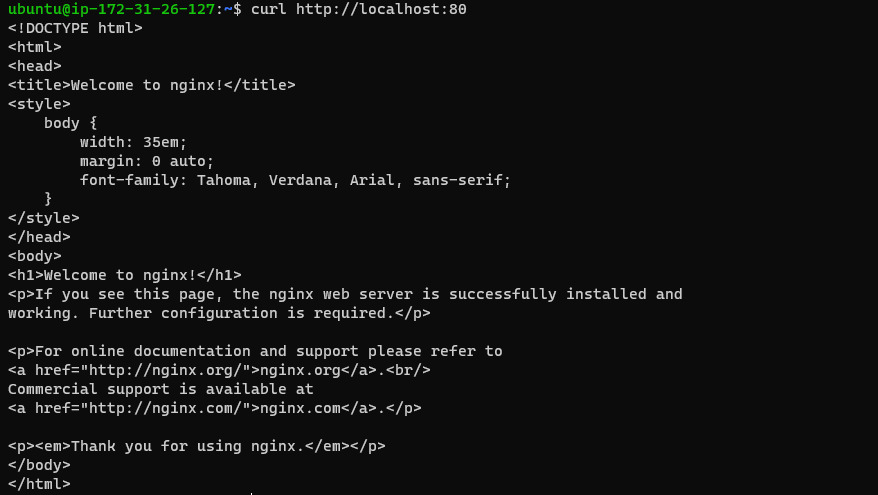 ubuntu@ip-172-31-26-127:~$ curl http://localhost:80
<!DOCTYPE html>
<html>
<head>
<title>Welcome to nginx!</title>
<style>
    body {
        width: 35em;
        margin: 0 auto;
        font-family: Tahoma, Verdana, Arial, sans-serif;
    }
</style>
</head>
<body>
<h1>Welcome to nginx!</h1>
<p>If you see this page, the nginx web server is successfully installed and
working. Further configuration is required.</p>

<p>For online documentation and support please refer to
<a href="http://nginx.org/">nginx.org</a>.<br/>
Commercial support is available at
<a href="http://nginx.com/">nginx.com</a>.</p>

<p><em>Thank you for using nginx.</em></p>
</body>
</html>